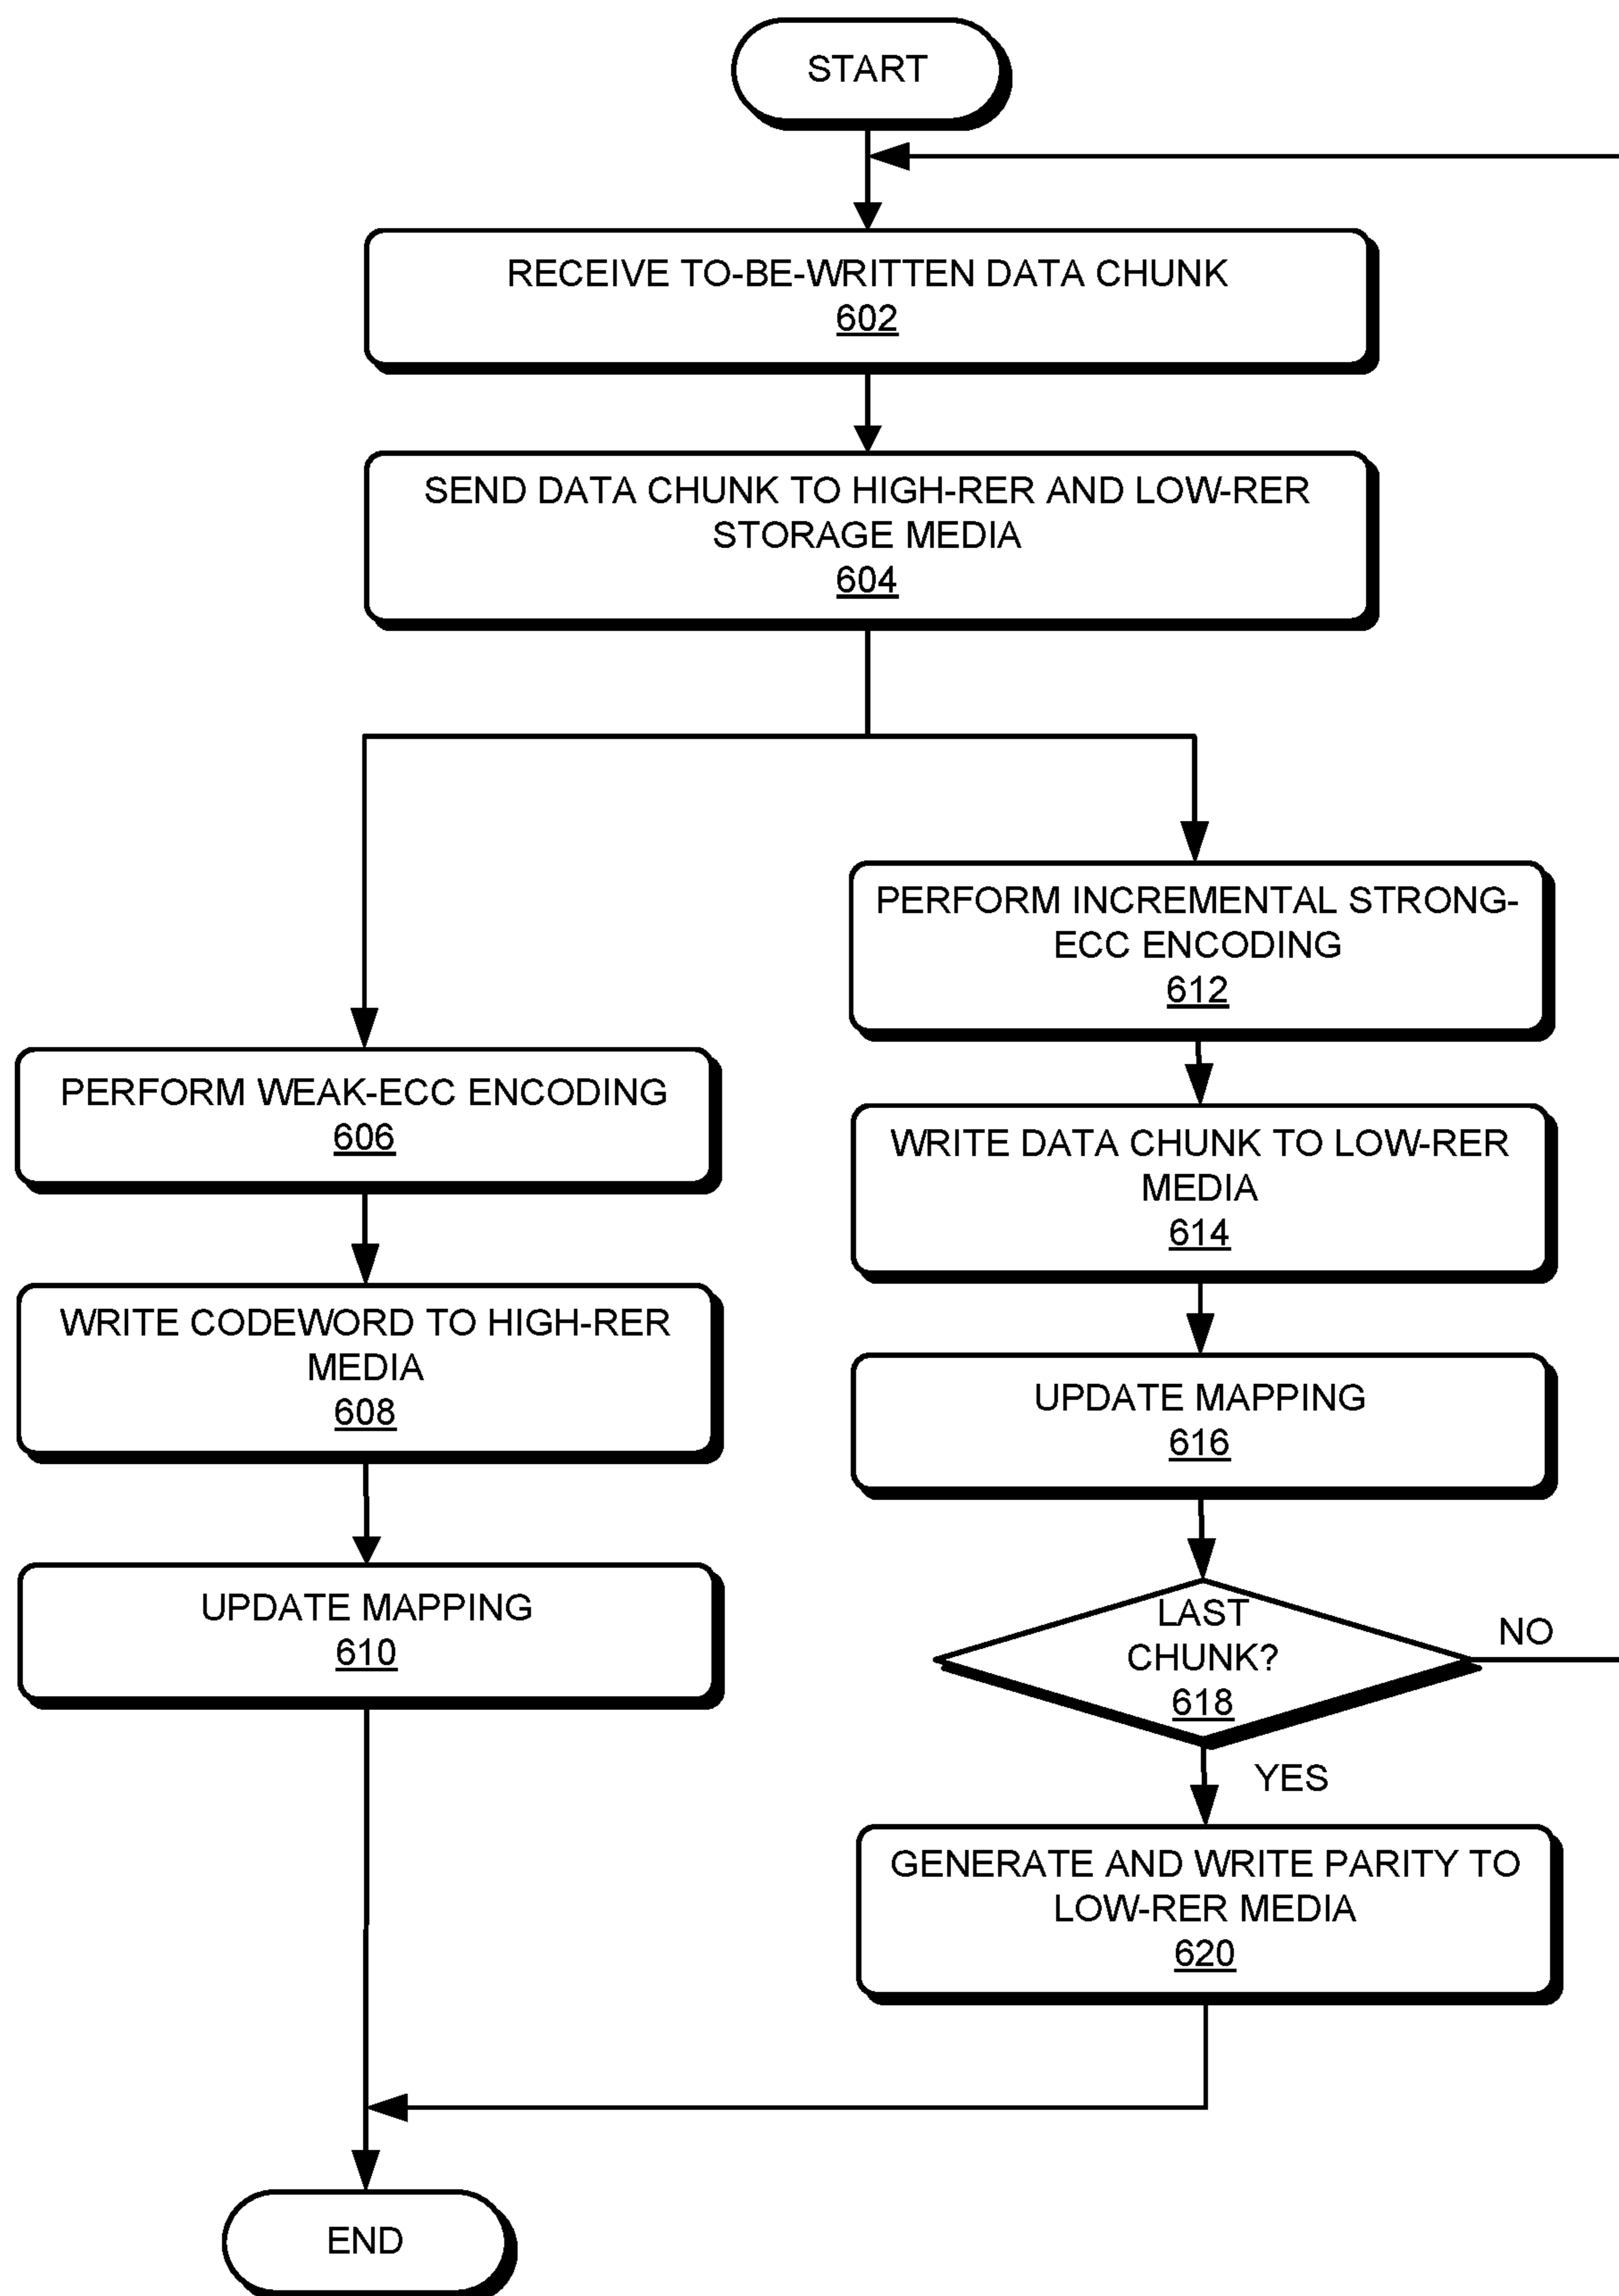 START
RECEIVE TO-BE-WRITTEN DATA CHUNK
602
SEND DATA CHUNK TO HIGH-RER AND LOW-RER
STORAGE MEDIA
604
PERFORM WEAK-ECC ENCODING
606
WRITE CODEWORD TO HIGH-RER
MEDIA
608
UPDATE MAPPING
610
PERFORM INCREMENTAL STRONG-
ECC ENCODING
612
WRITE DATA CHUNK TO LOW-RER
MEDIA
614
UPDATE MAPPING
616
LAST
CHUNK?
618
NO
YES
GENERATE AND WRITE PARITY TO
LOW-RER MEDIA
620
END